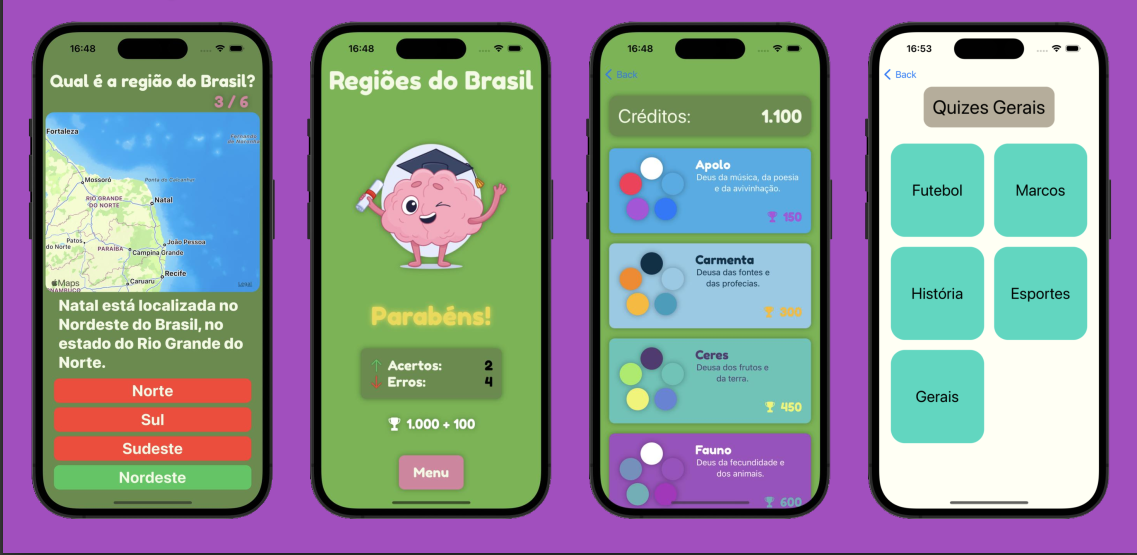 16:48
Qual é a região do Brasil?
3 / 6
Fortaleza
Mossoró
RIO GRANDE
DO NORTE
Natal
Patos
do Norte
PARAÍBA
João Pessoa
Campina Grande
Recife
Caruaru
Maps
Natal está localizada no
Nordeste do Brasil, no
estado do Rio Grande do
Norte.
Norte
Sul
Sudeste
Nordeste
16:48
Regiões do Brasil
Parabéns!
Acertos: 2
Erros: 4
1.000 + 100
Menu
16:48
Back
Créditos: 1.100
Apolo
Deus da música, da poesia
e da avivinhação.
150
Carmenta
Deusa das fontes e
das profecias.
300
Ceres
Deusa dos frutos e
da terra.
450
Fauno
Deus da fecundidade e
dos animais.
600
16:53
Back
Quizes Gerais
Futebol
Marcos
História
Esportes
Gerais